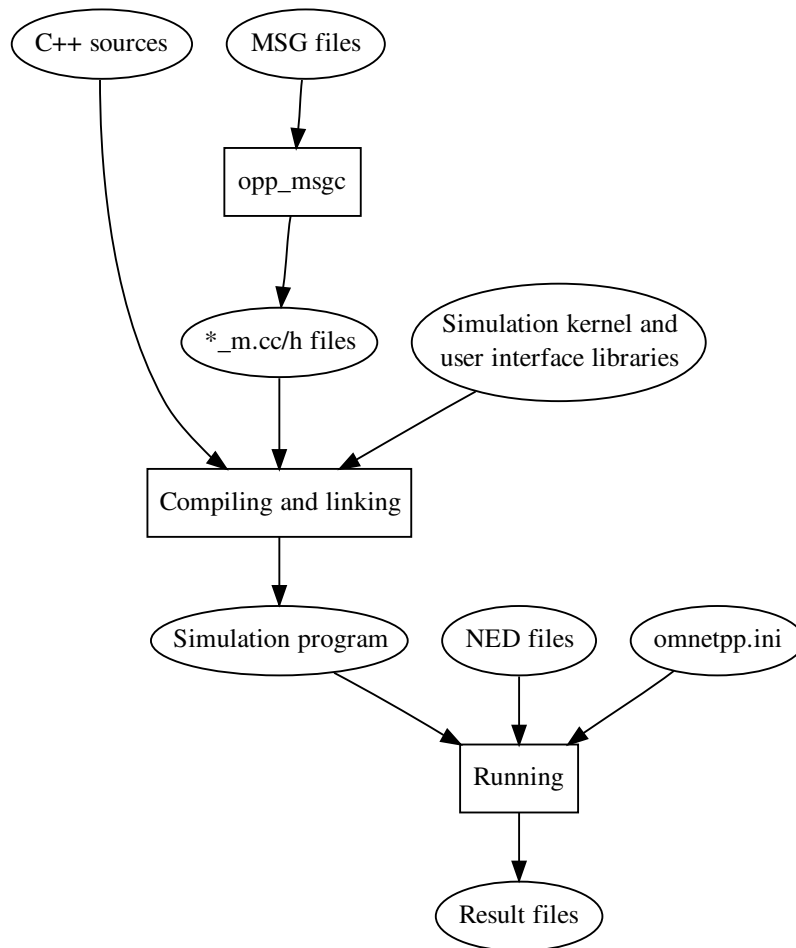 C++ sources
MSG files
opp_msgc
*_m.cc/h files
Simulation kernel and
user interface libraries
Compiling and linking
Simulation program
NED files
omnetpp.ini
Running
Result files